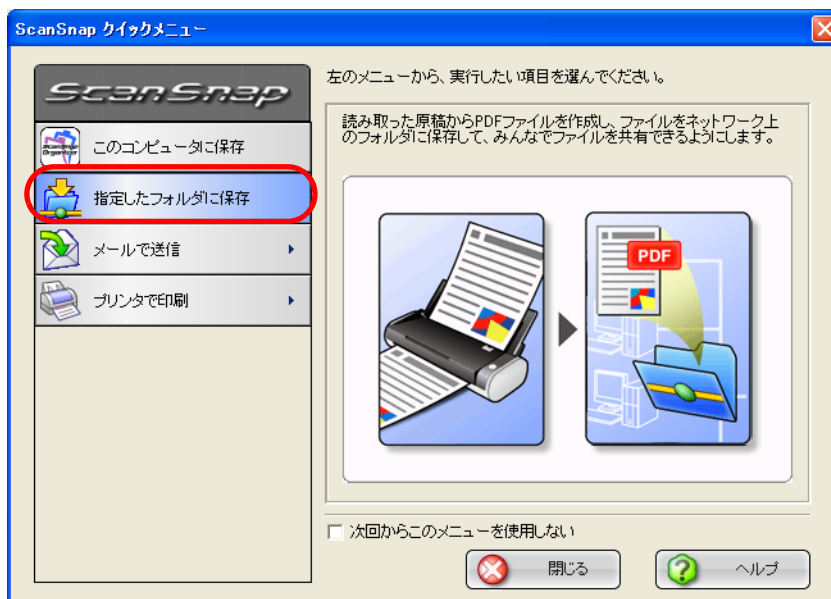 ScanSnap クイックメニュー
ScanSnap
左のメニューから、実行したい項目を選んでください。
このコンピュータに保存
指定したフォルダに保存
メールで送信
プリンタで印刷
読み取った原稿からPDFファイルを作成し、ファイルをネットワーク上
のフォルダに保存して、みんなでファイルを共有できるようにします。
PDF
次回からこのメニューを使用しない
閉じる
ヘルプ